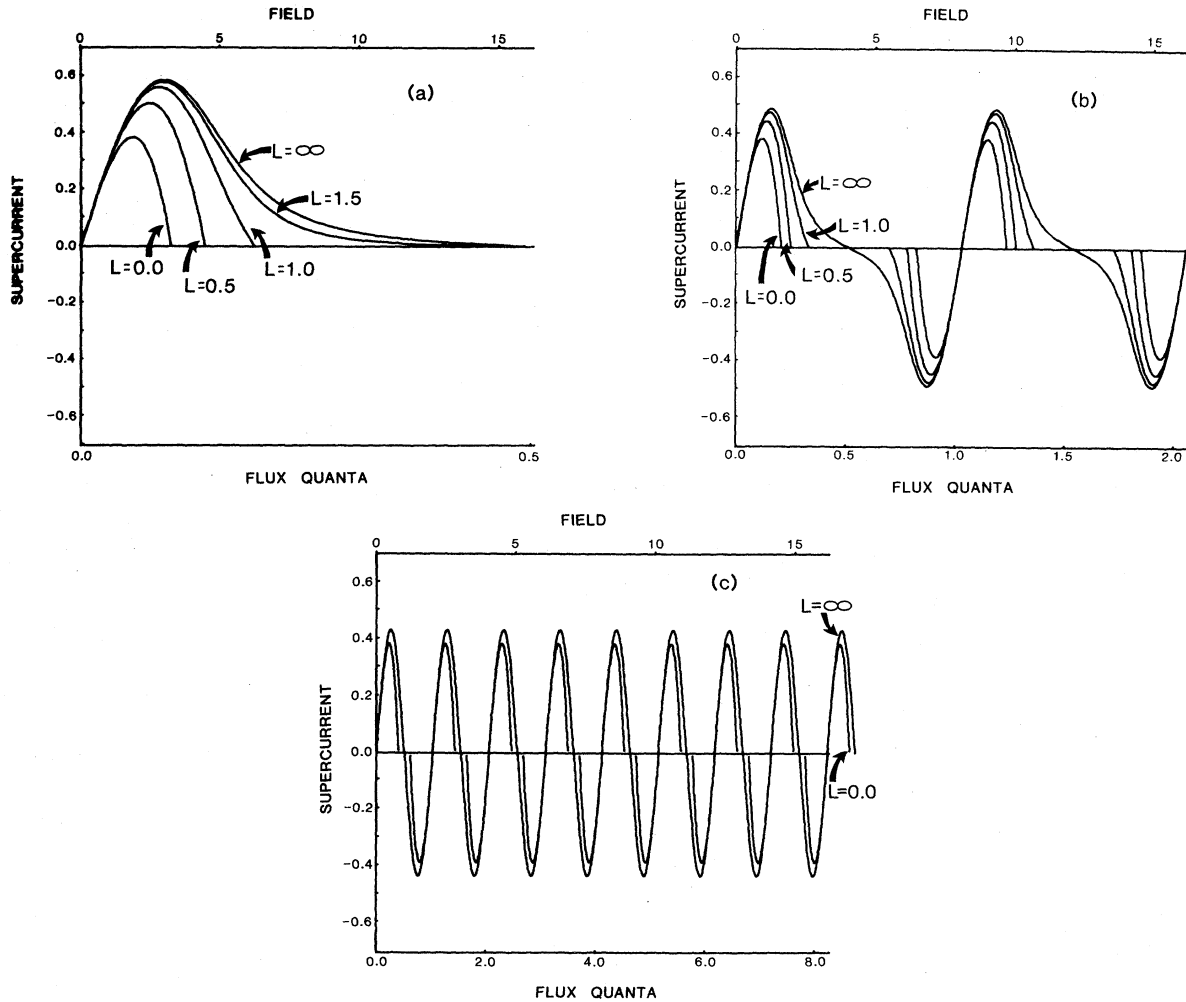 FIELD
0 5 10 15
(a)
0.6
0.4
0.2
0.0
-0.2
-0.4
-0.6
SUPERCURRENT
L=∞
L=1.5
L=0.0
L=0.5
L=1.0
0.0 0.5
FLUX QUANTA
FIELD
0 5 10 15
(b)
0.6
0.4
0.2
0.0
-0.2
-0.4
-0.6
SUPERCURRENT
L=∞
L=1.0
L=0.5
L=0.0
0.0 0.5 1.0 1.5 2.0
FLUX QUANTA
FIELD
0 5 10 15
(c)
0.6
0.4
0.2
0.0
-0.2
-0.4
-0.6
SUPERCURRENT
L=∞
L=0.0
0.0 2.0 4.0 6.0 8.0
FLUX QUANTA